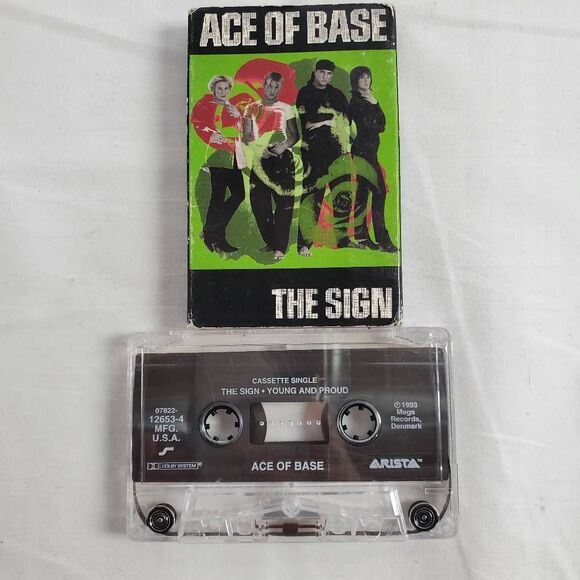 ACE OF BASE
THE SIGN
CASSETTE SINGLE
THE SIGN • YOUNG AND PROUD
07822-
12653-4
MFG.
U.S.A.
S
DOLBY SYSTEM
ACE OF BASE
℗ 1993
Mega
Records,
Denmark
ARISTA™